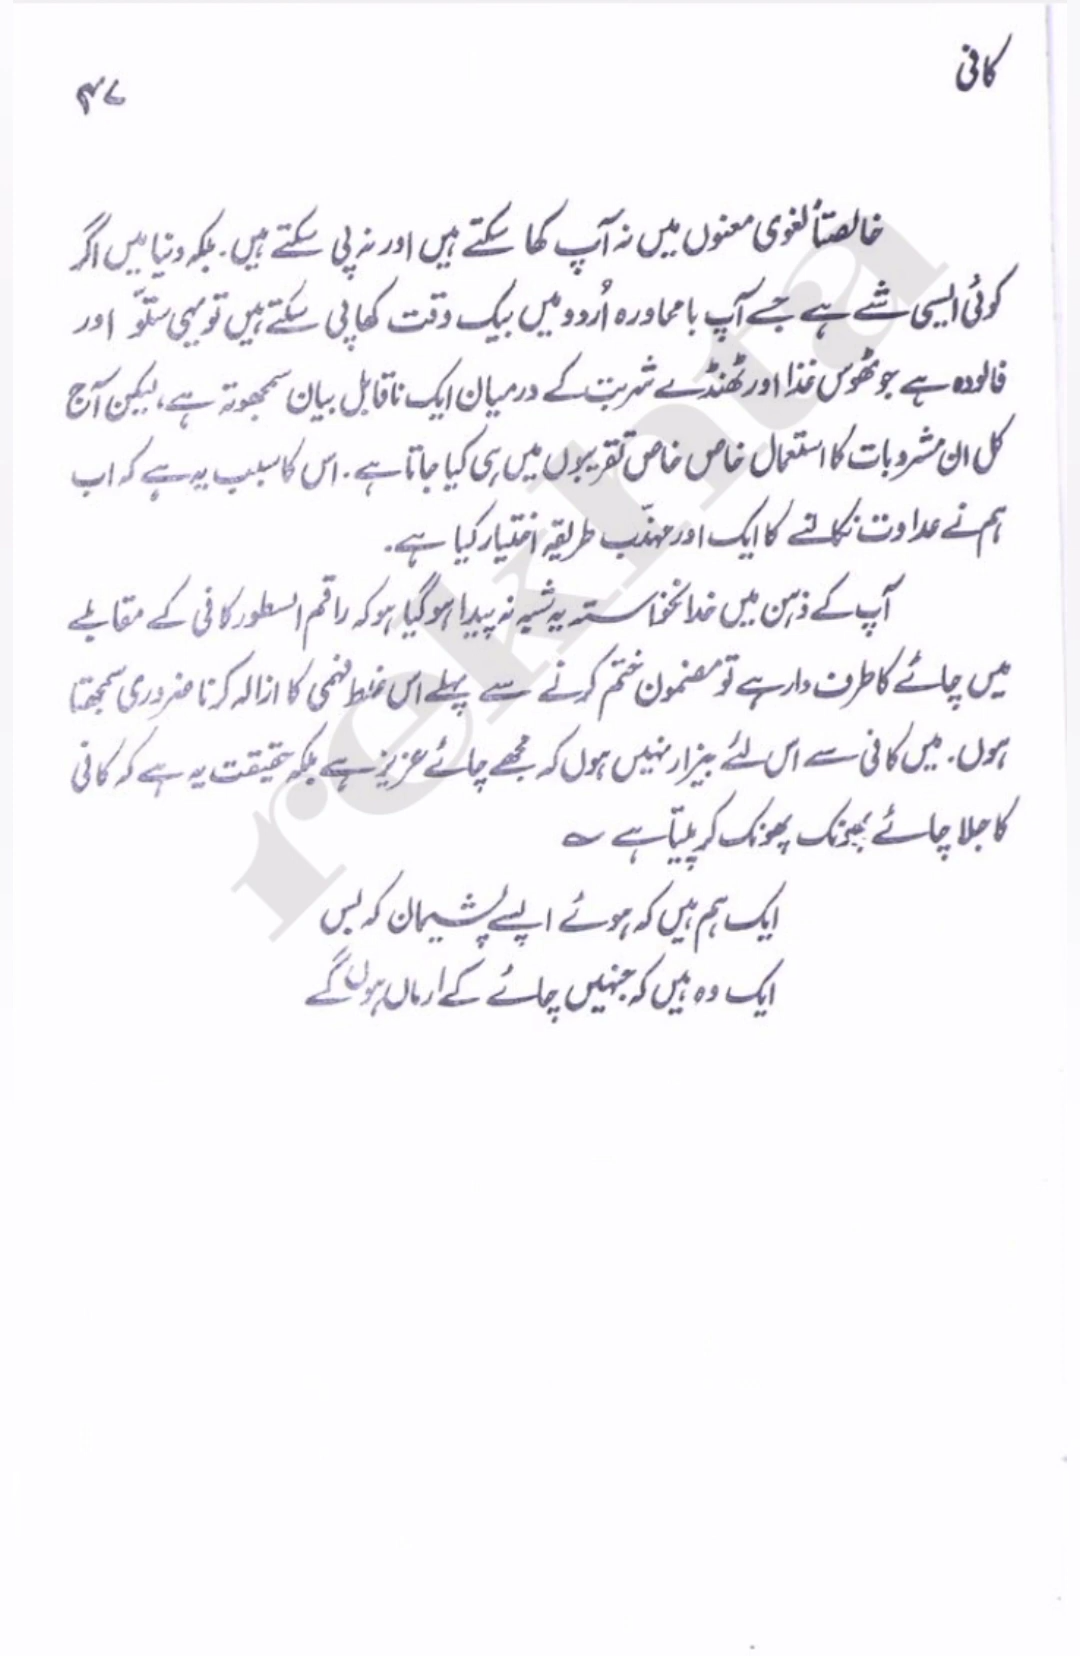 کافی
۴۷
خالصتاً لغوی معنوں میں نہ آپ کھا سکتے ہیں اور نہ پی سکتے ہیں۔ بلکہ دنیا میں اگر
کوئی ایسی شے ہے جسے آپ بامحاورہ اُردو میں بیک وقت کھا پی سکتے ہیں تو یہی ستّو اور
فالودہ ہے جو ٹھوس غذا اور ٹھنڈے شربت کے درمیان ایک ناقابل بیان سمجھوتہ ہے، لیکن آج
کل ان مشروبات کا استعمال خاص خاص تقریبوں میں ہی کیا جاتا ہے۔ اس کا سبب یہ ہے کہ اب
ہم نے عداوت نکالنے کا ایک اور مہذّب طریقہ اختیار کیا ہے۔
آپ کے ذہن میں خدانخواستہ یہ شبہ نہ پیدا ہو گیا ہو کہ راقم السطور کافی کے مقابلے
میں چائے کا طرف دار ہے تو مضمون ختم کرنے سے پہلے اس غلط فہمی کا ازالہ کرنا ضروری سمجھتا
ہوں۔ میں کافی سے اس لئے بیزار نہیں ہوں کہ مجھے چائے عزیز ہے بلکہ حقیقت یہ ہے کہ کافی
کا جلا چائے پھونک پھونک کر پیتا ہے ؎
ایک ہم ہیں کہ ہوئے ایسے پشیمان کہ بس
ایک وہ ہیں کہ جنہیں چائے کے ارماں ہوں گے
rekhta